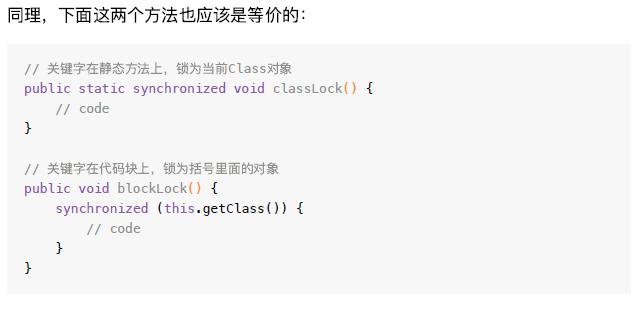 同理，下面这两个方法也应该是等价的：
// 关键字在静态方法上，锁为当前Class对象
public static synchronized void classLock() {
    // code
}
// 关键字在代码块上，锁为括号里面的对象
public void blockLock() {
    synchronized (this.getClass()) {
        // code
    }
}